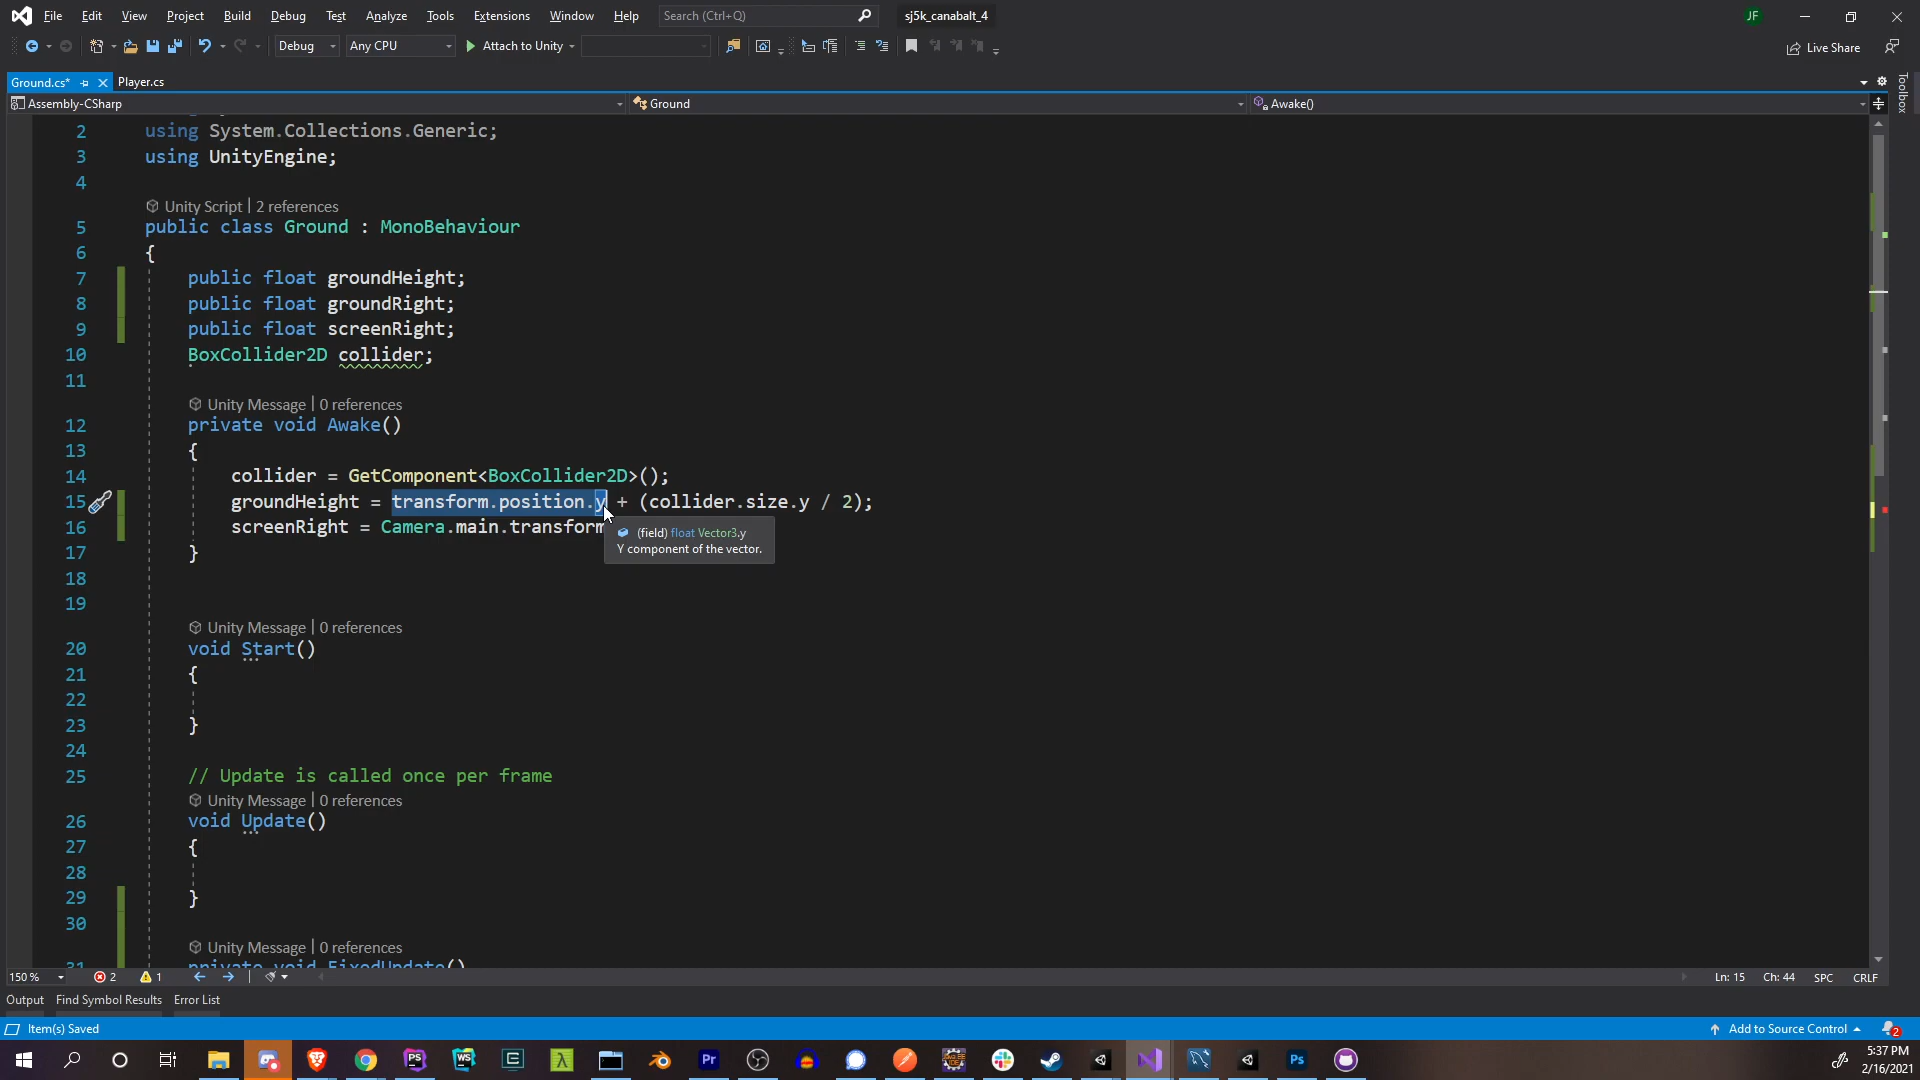 File Edit View Project Build Debug Test Analyze Tools Extensions Window Help Search (Ctrl+Q) sj5k_canabalt_4 JF
Debug Any CPU Attach to Unity Live Share
Ground.cs* Player.cs
Toolbox
Assembly-CSharp Ground Awake()
2 using System.Collections.Generic;
3 using UnityEngine;
4
Unity Script | 2 references
5 public class Ground : MonoBehaviour
6 {
7 public float groundHeight;
8 public float groundRight;
9 public float screenRight;
10 BoxCollider2D collider;
11
Unity Message | 0 references
12 private void Awake()
13 {
14 collider = GetComponent<BoxCollider2D>();
15 groundHeight = transform.position.y + (collider.size.y / 2);
16 screenRight = Camera.main.transform
(field) float Vector3.y
Y component of the vector.
17 }
18
19
Unity Message | 0 references
20 void Start()
21 {
22
23 }
24
25 // Update is called once per frame
Unity Message | 0 references
26 void Update()
27 {
28
29 }
30
Unity Message | 0 references
31 private void FixedUpdate()
150 % 2 1 Ln: 15 Ch: 44 SPC CRLF
Output Find Symbol Results Error List
Item(s) Saved Add to Source Control 2
5:37 PM
2/16/2021